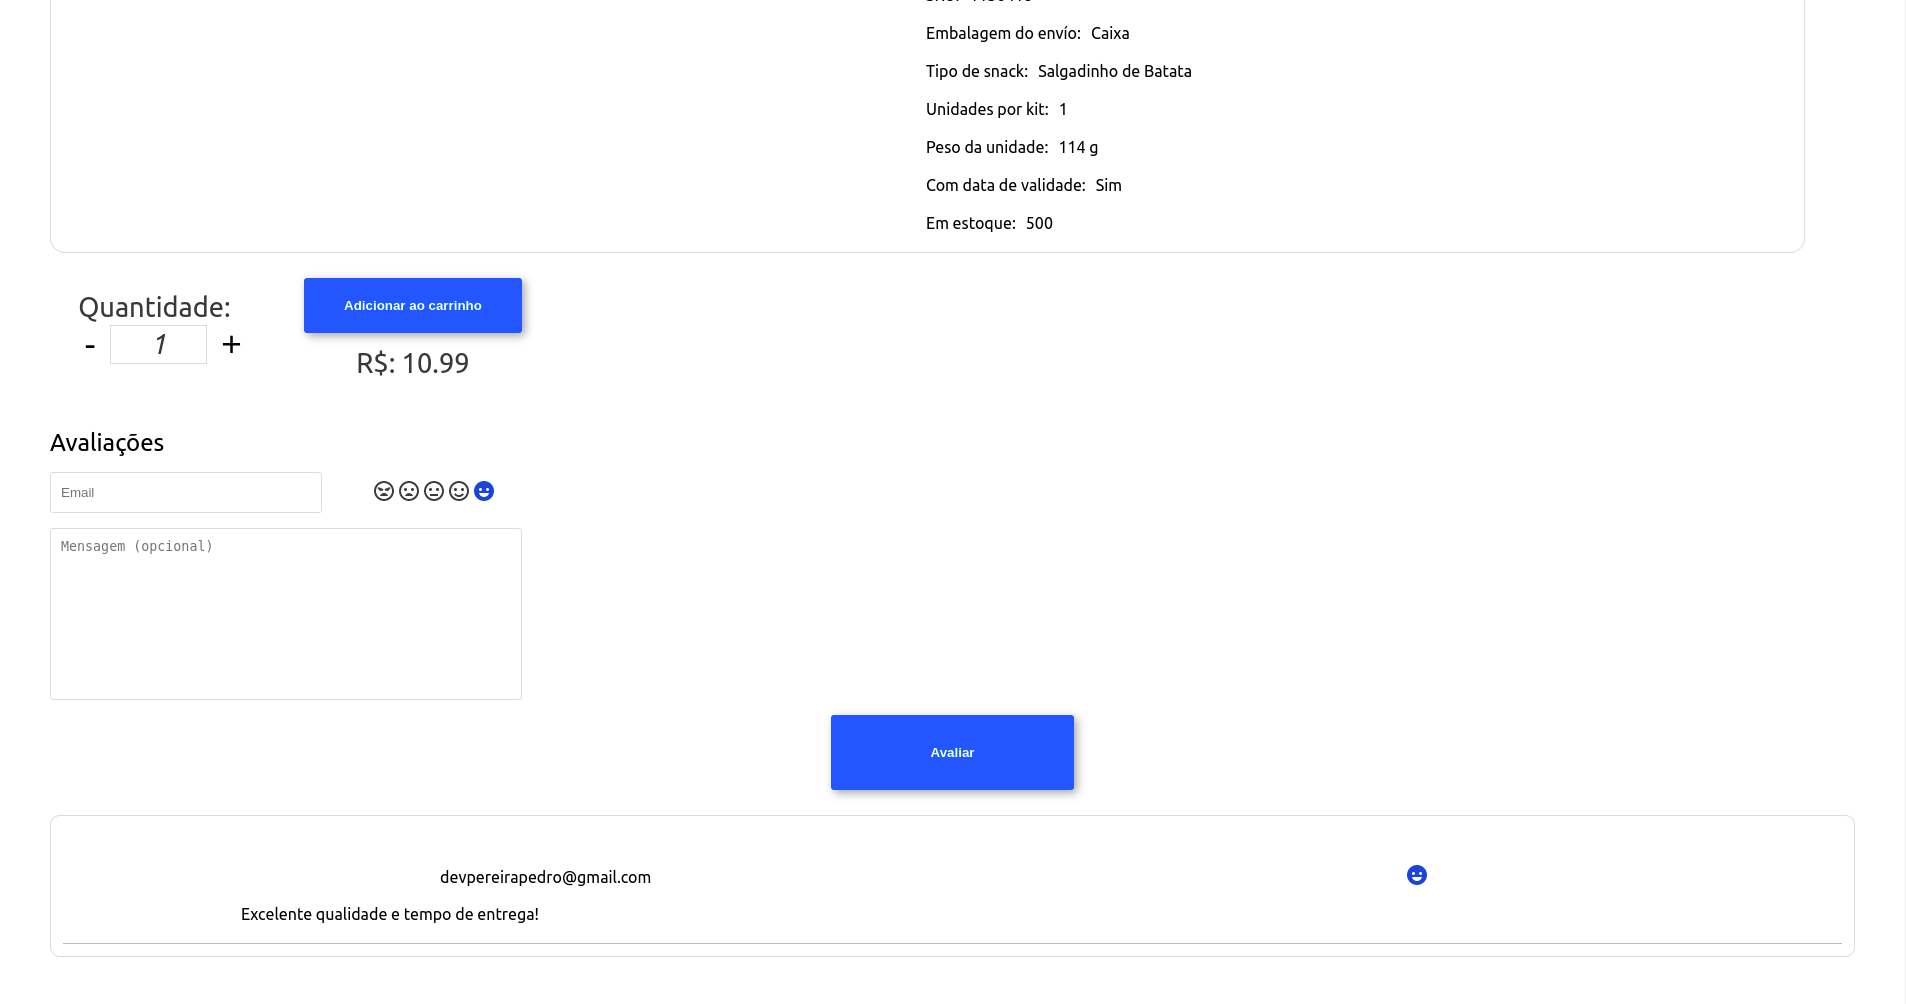 Embalagem do envío: Caixa
Tipo de snack: Salgadinho de Batata
Unidades por kit: 1
Peso da unidade: 114 g
Com data de validade: Sim
Em estoque: 500
Quantidade:
- 1 +
Adicionar ao carrinho
R$: 10.99
Avaliações
Email
Mensagem (opcional)
Avaliar
devpereirapedro@gmail.com
Excelente qualidade e tempo de entrega!